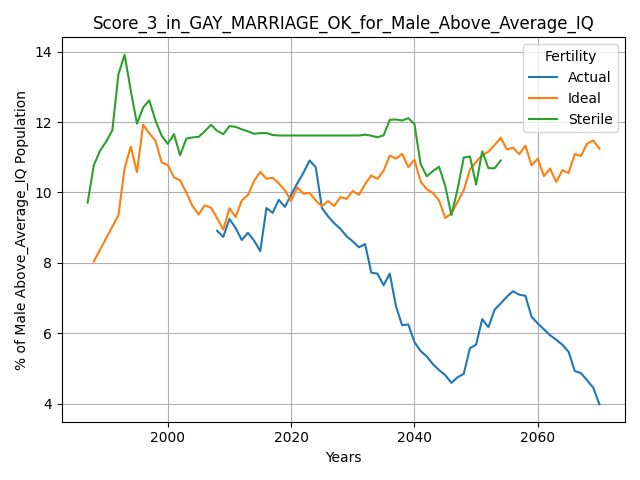 Score_3_in_GAY_MARRIAGE_OK_for_Male_Above_Average_IQ
% of Male Above_Average_IQ Population
14
12
10
8
6
4
Fertility
Actual
Ideal
Sterile
2000
2020
2040
2060
Years